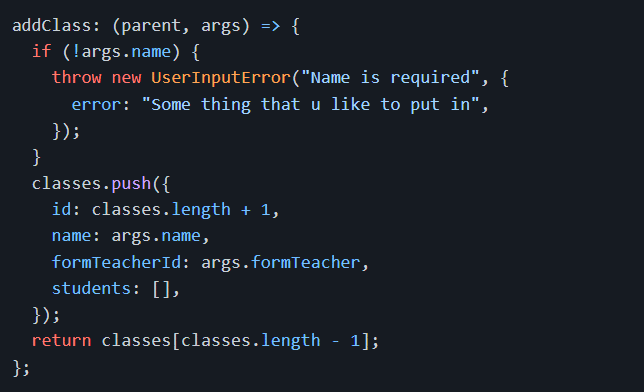 addClass: (parent, args) => {
  if (!args.name) {
    throw new UserInputError("Name is required", {
      error: "Some thing that u like to put in",
    });
  }
  classes.push({
    id: classes.length + 1,
    name: args.name,
    formTeacherId: args.formTeacher,
    students: [],
  });
  return classes[classes.length - 1];
};